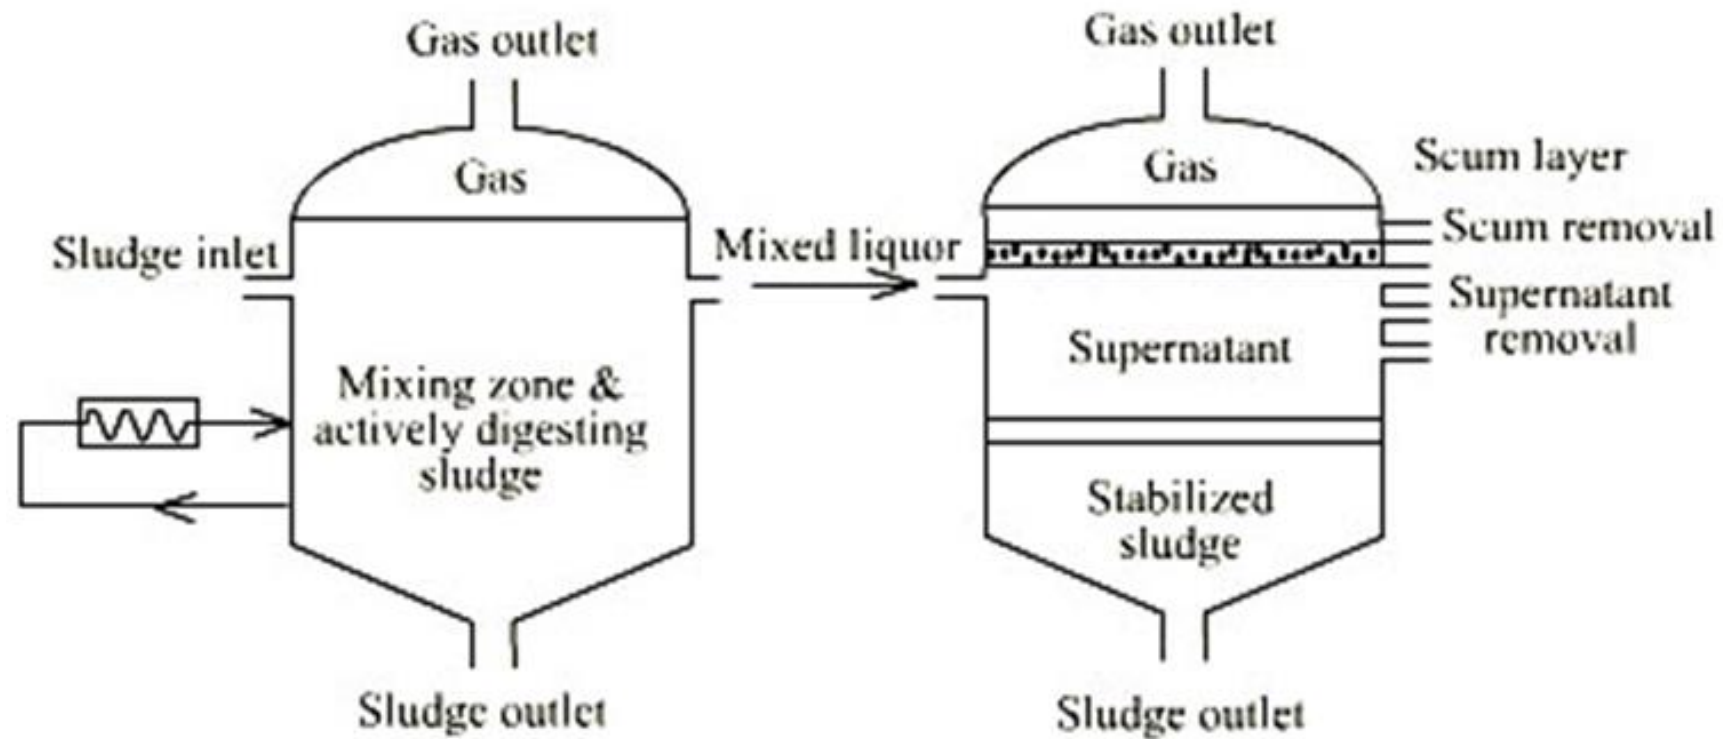 Gas outlet
Gas
Sludge inlet
Mixing zone &
actively digesting
sludge
Sludge outlet
Mixed liquor
Gas outlet
Gas
Scum layer
Scum removal
Supernatant
removal
Supernatant
Stabilized
sludge
Sludge outlet